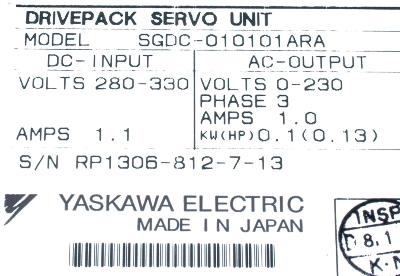 DRIVEPACK SERVO UNIT
MODEL SGDC-010101ARA
DC-INPUT AC-OUTPUT
VOLTS 280-330 VOLTS 0-230
PHASE 3
AMPS 1.0
AMPS 1.1 KW(HP) 0.1(0.13)
S/N RP1306-812-7-13
YASKAWA ELECTRIC
MADE IN JAPAN
INSP
D 8.1
K.